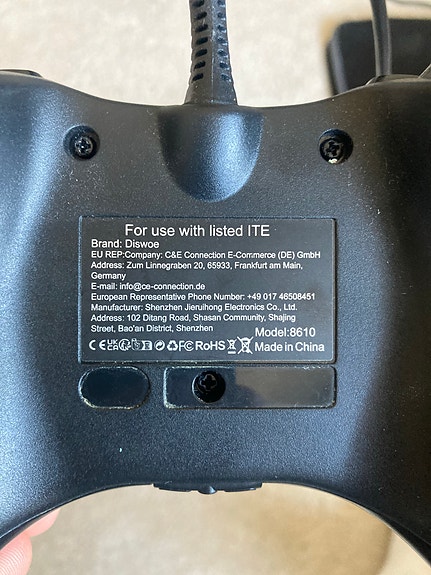 For use with listed ITE
Brand: Diswoe
EU REP:Company: C&E Connection E-Commerce (DE) GmbH
Address: Zum Linnegraben 20, 65933, Frankfurt am Main,
Germany
E-mail: info@ce-connection.de
European Representative Phone Number: +49 017 46508451
Manufacturer: Shenzhen Jieruihong Electronics Co., Ltd.
Address: 102 Ditang Road, Shasan Community, Shajing
Street, Bao'an District, Shenzhen
Model:8610
CE FC RoHS Made in China